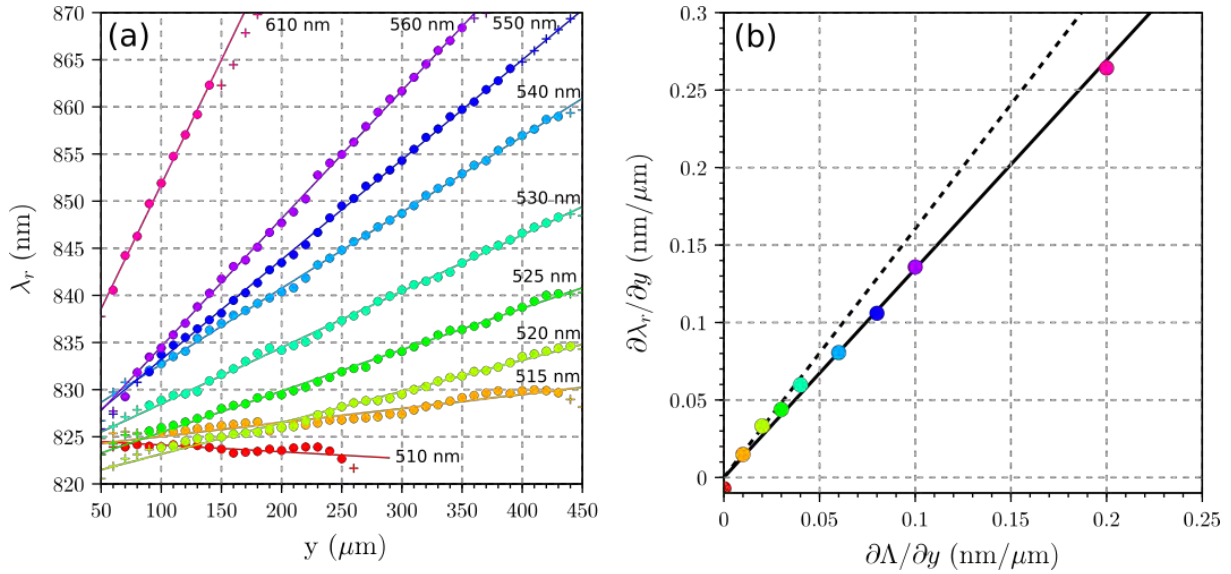 (a)
610 nm
560 nm
550 nm
540 nm
530 nm
525 nm
520 nm
515 nm
510 nm
870
865
860
855
850
845
840
835
830
825
820
λr (nm)
50 100 150 200 250 300 350 400 450
y (μm)
(b)
0.3
0.25
0.2
0.15
0.1
0.05
0
∂λr/∂y (nm/μm)
0 0.05 0.1 0.15 0.2 0.25
∂Λ/∂y (nm/μm)